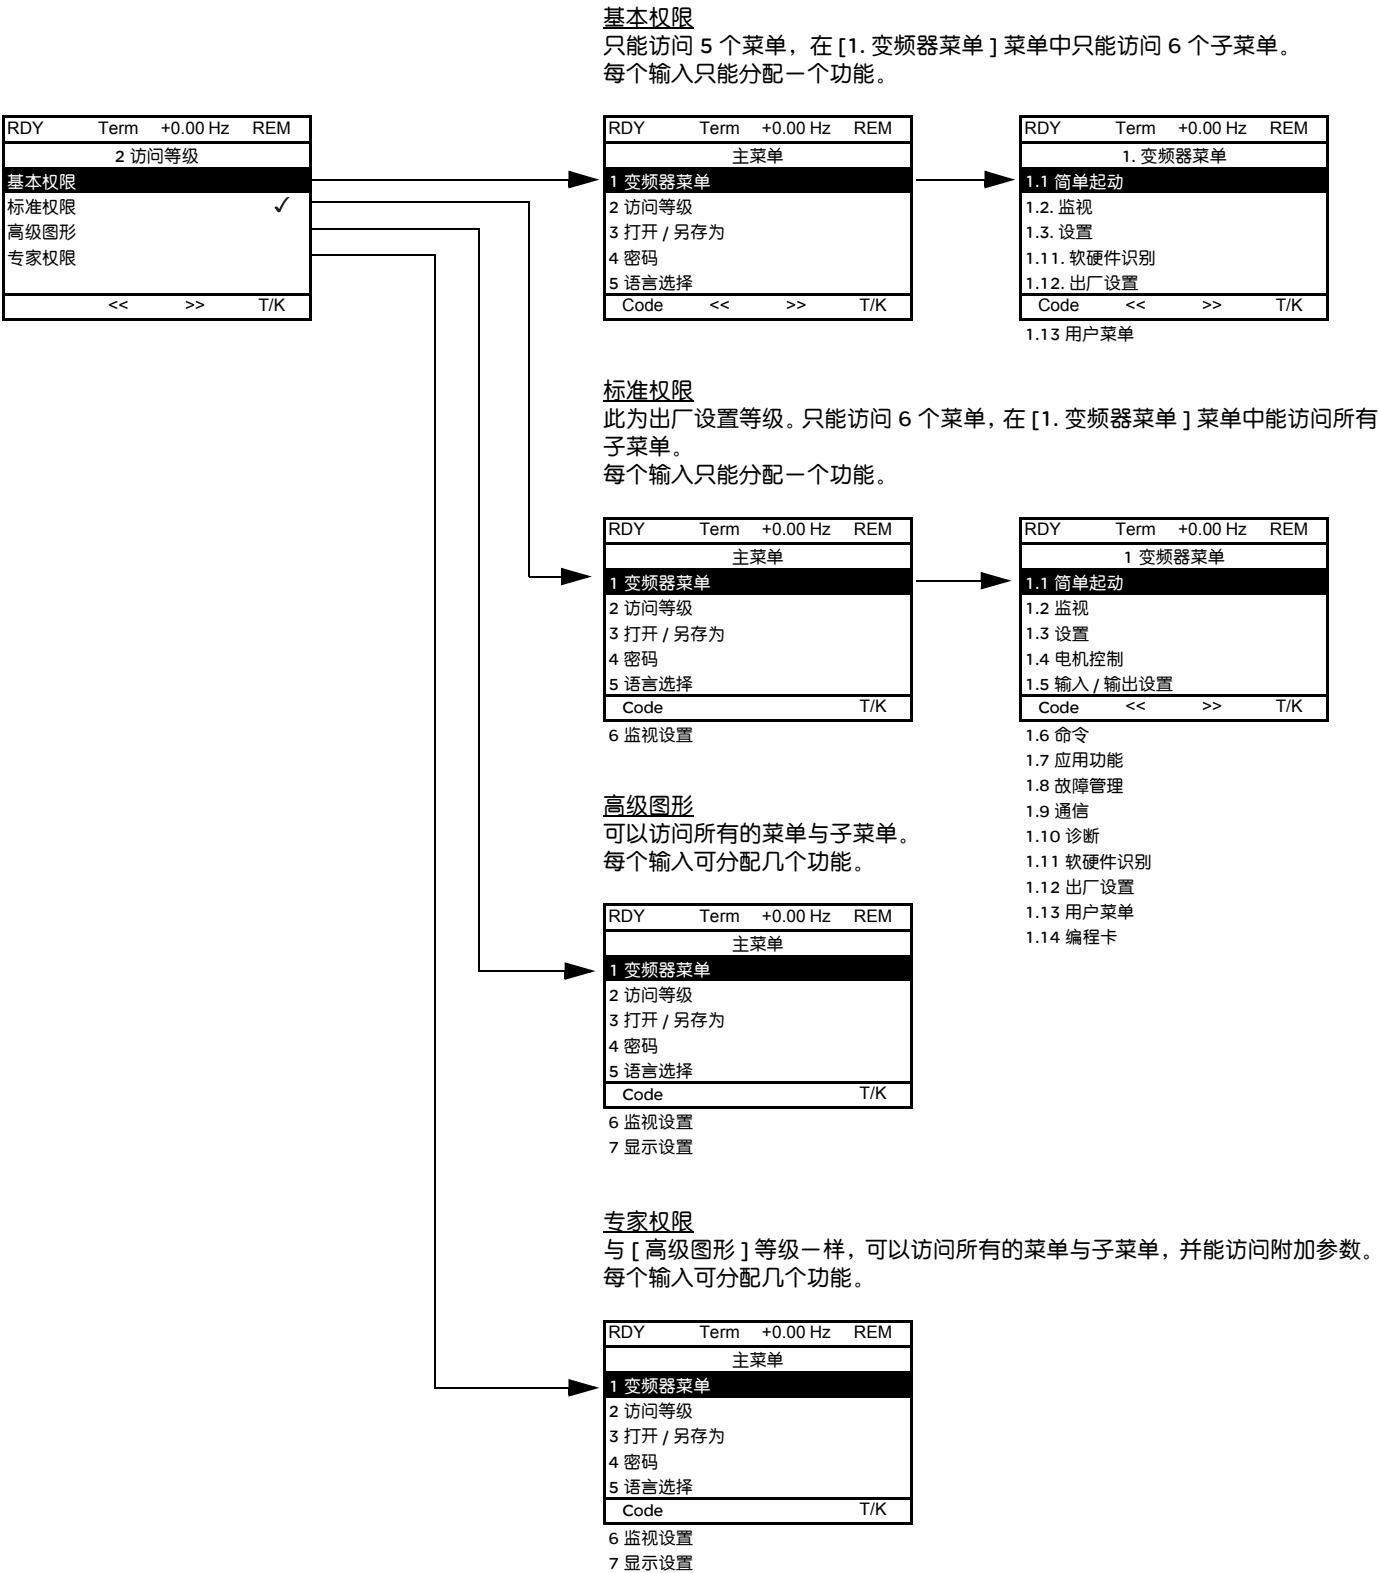 基本权限
只能访问 5 个菜单，在 [1. 变频器菜单 ] 菜单中只能访问 6 个子菜单。
每个输入只能分配一个功能。
RDY Term +0.00 Hz REM
2 访问等级
基本权限
标准权限 ✓
高级图形
专家权限
<< >> T/K
RDY Term +0.00 Hz REM
主菜单
1 变频器菜单
2 访问等级
3 打开 / 另存为
4 密码
5 语言选择
Code << >> T/K
RDY Term +0.00 Hz REM
1. 变频器菜单
1.1 简单起动
1.2. 监视
1.3. 设置
1.11. 软硬件识别
1.12. 出厂设置
Code << >> T/K
1.13 用户菜单
标准权限
此为出厂设置等级。只能访问 6 个菜单，在 [1. 变频器菜单 ] 菜单中能访问所有
子菜单。
每个输入只能分配一个功能。
RDY Term +0.00 Hz REM
主菜单
1 变频器菜单
2 访问等级
3 打开 / 另存为
4 密码
5 语言选择
Code T/K
6 监视设置
RDY Term +0.00 Hz REM
1 变频器菜单
1.1 简单起动
1.2 监视
1.3 设置
1.4 电机控制
1.5 输入 / 输出设置
Code << >> T/K
1.6 命令
1.7 应用功能
1.8 故障管理
1.9 通信
1.10 诊断
1.11 软硬件识别
1.12 出厂设置
1.13 用户菜单
1.14 编程卡
高级图形
可以访问所有的菜单与子菜单。
每个输入可分配几个功能。
RDY Term +0.00 Hz REM
主菜单
1 变频器菜单
2 访问等级
3 打开 / 另存为
4 密码
5 语言选择
Code T/K
6 监视设置
7 显示设置
专家权限
与 [ 高级图形 ] 等级一样，可以访问所有的菜单与子菜单，并能访问附加参数。
每个输入可分配几个功能。
RDY Term +0.00 Hz REM
主菜单
1 变频器菜单
2 访问等级
3 打开 / 另存为
4 密码
5 语言选择
Code T/K
6 监视设置
7 显示设置